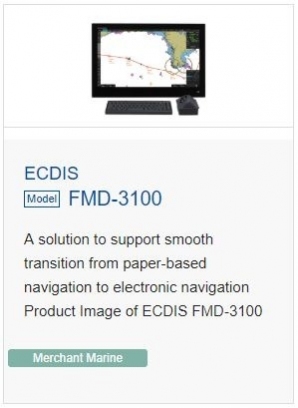 ECDIS
Model FMD-3100
A solution to support smooth
transition from paper-based
navigation to electronic navigation
Product Image of ECDIS FMD-3100
Merchant Marine